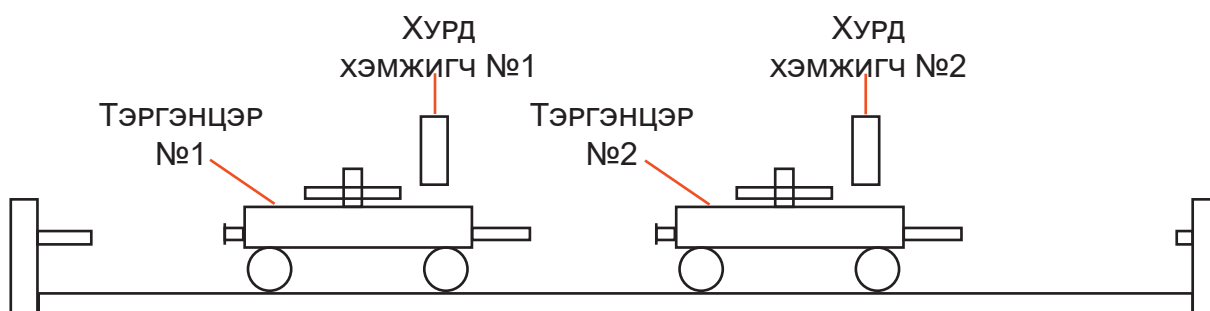 Хурд
хэмжигч №1
Хурд
хэмжигч №2
Тэргэнцэр
№1
Тэргэнцэр
№2